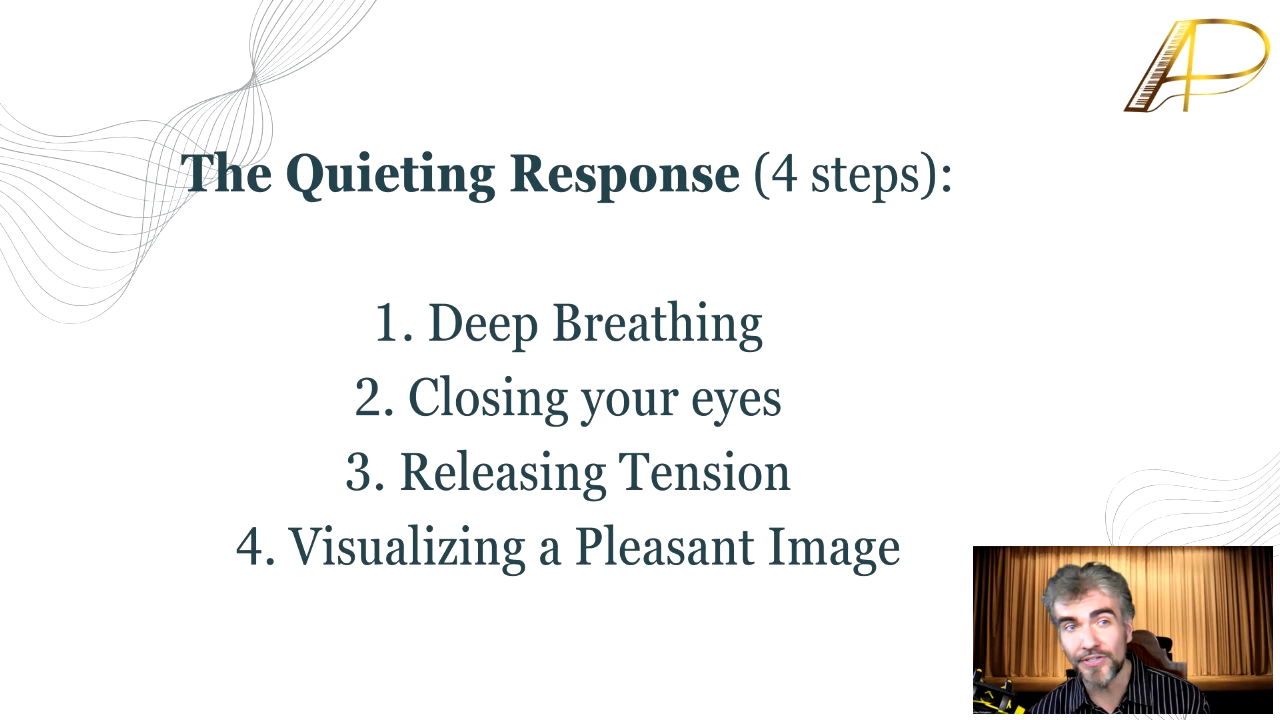 The Quieting Response (4 steps):
1. Deep Breathing
2. Closing your eyes
3. Releasing Tension
4. Visualizing a Pleasant Image
AP